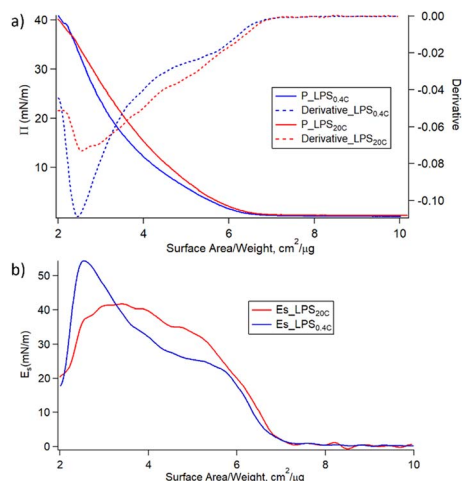 a)
40
30
20
10
Π (mN/m)
0.00
-0.02
-0.04
-0.06
-0.08
-0.10
Derivative
P_LPS0.4C
Derivative_LPS0.4C
P_LPS20C
Derivative_LPS20C
2 4 6 8 10
Surface Area/Weight, cm²/µg
b)
50
40
30
20
10
0
Es(mN/m)
Es_LPS20C
Es_LPS0.4C
2 4 6 8 10
Surface Area/Weight, cm²/µg